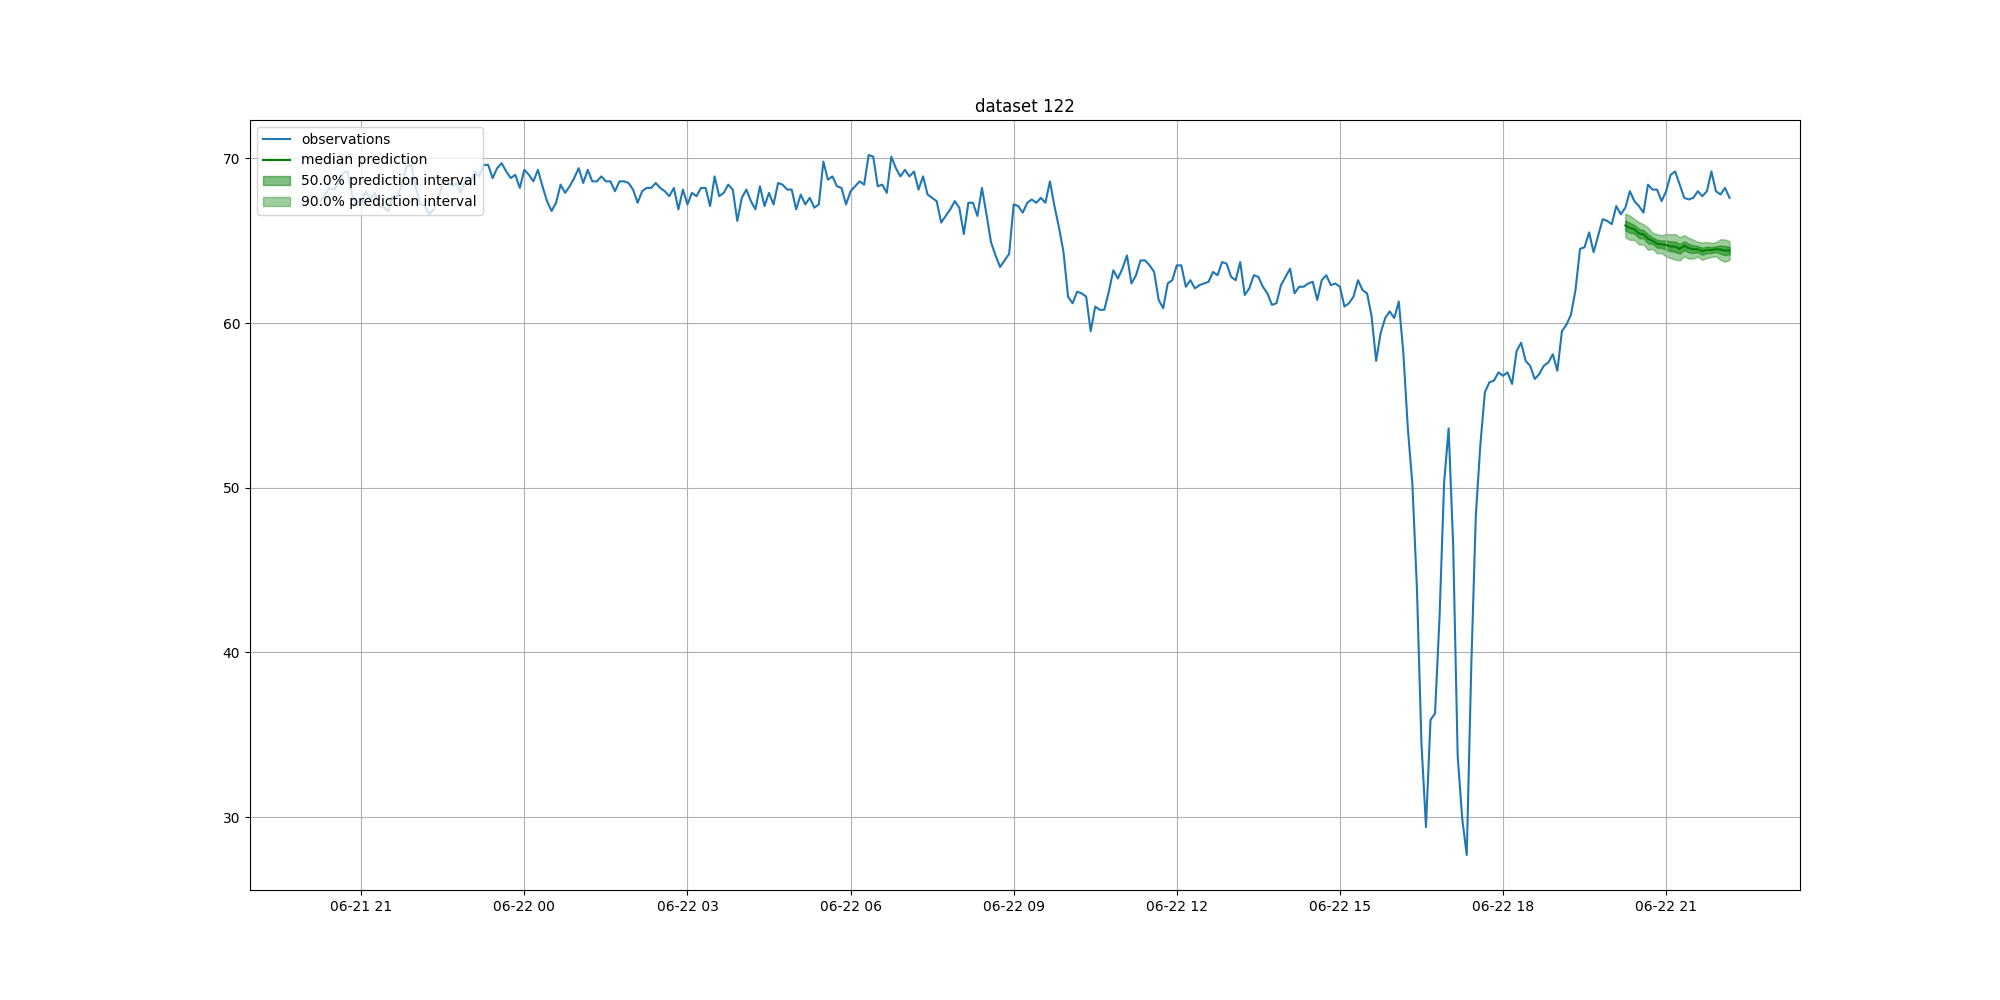 dataset 122
observations
median prediction
50.0% prediction interval
90.0% prediction interval
70
60
50
40
30
06-21 21
06-22 00
06-22 03
06-22 06
06-22 09
06-22 12
06-22 15
06-22 18
06-22 21